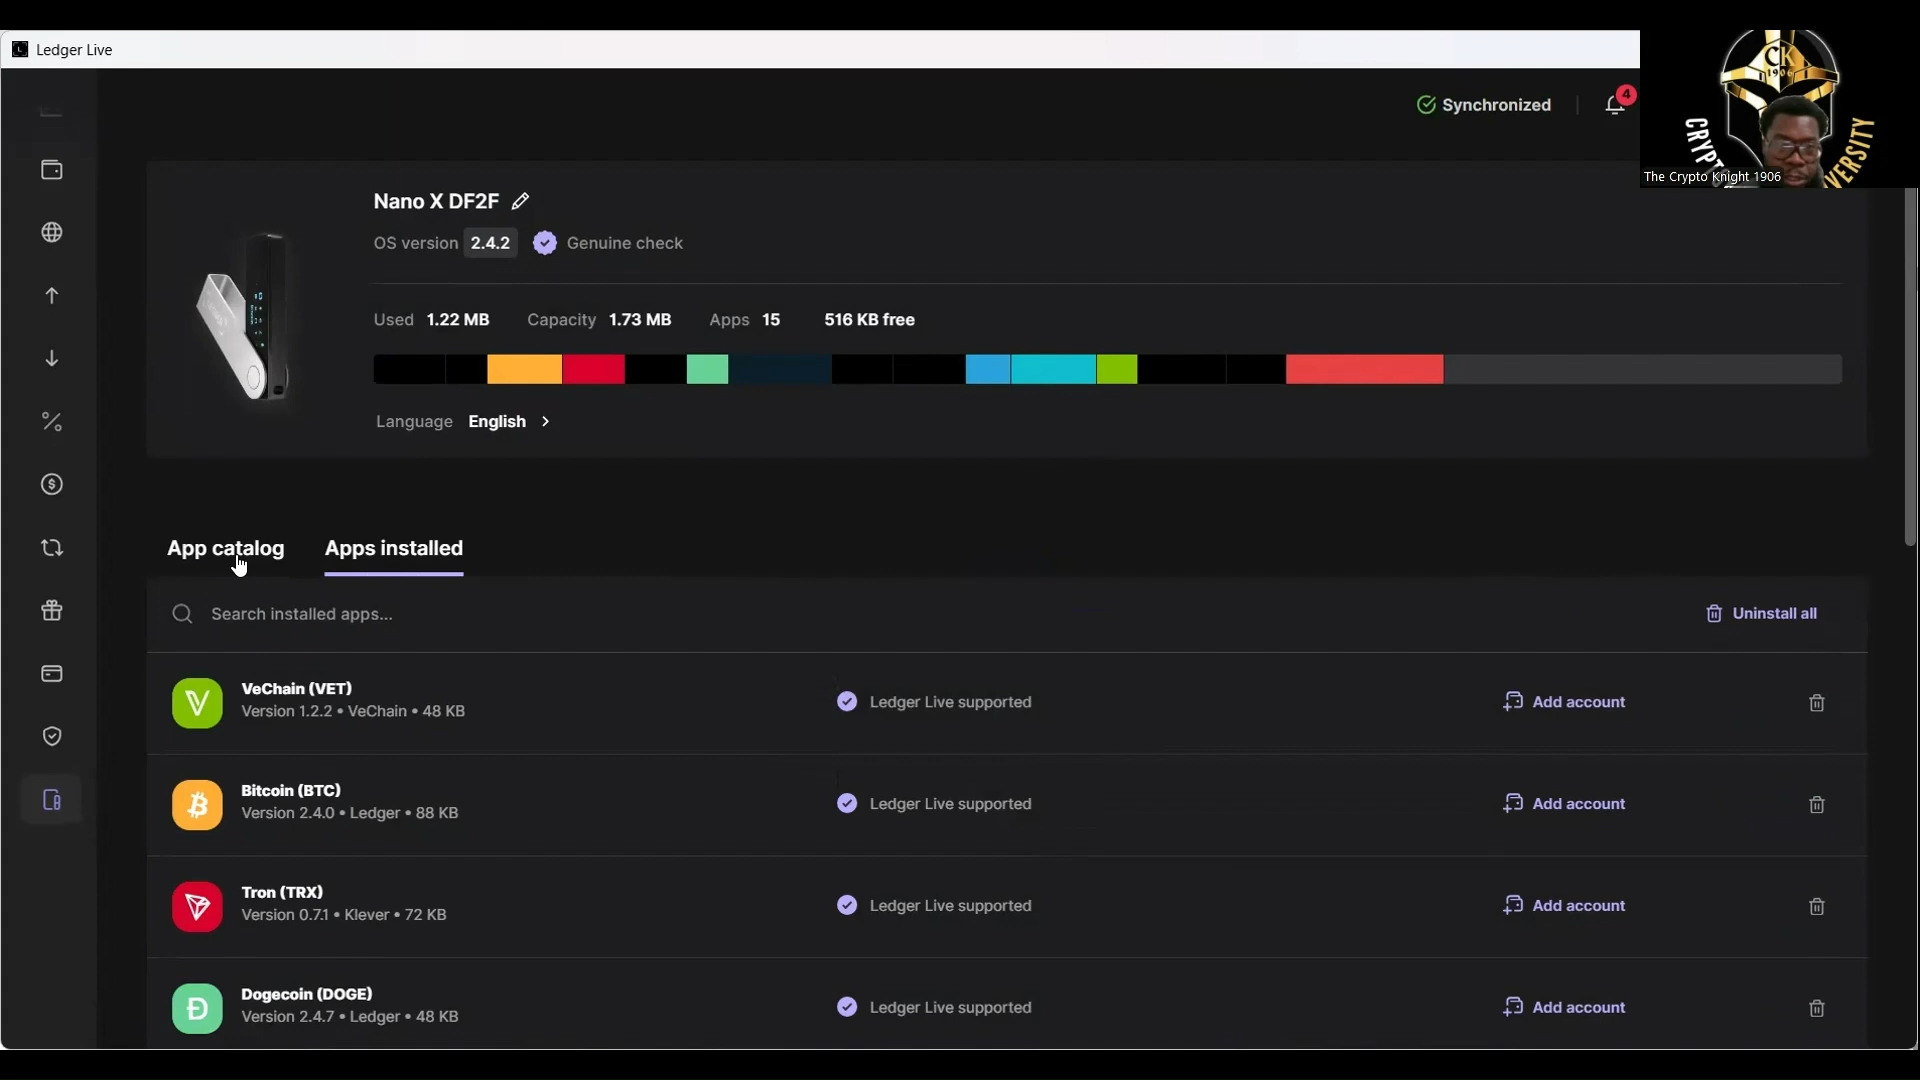 Ledger Live
Synchronized
4
CK
1906
CRYPTO
VERSITY
The Crypto Knight 1906
Nano X DF2F
OS version 2.4.2 Genuine check
Used 1.22 MB Capacity 1.73 MB Apps 15 516 KB free
Language English
App catalog Apps installed
Search installed apps...
Uninstall all
VeChain (VET)
Version 1.2.2 • VeChain • 48 KB
Ledger Live supported
Add account
Bitcoin (BTC)
Version 2.4.0 • Ledger • 88 KB
Ledger Live supported
Add account
Tron (TRX)
Version 0.7.1 • Klever • 72 KB
Ledger Live supported
Add account
Dogecoin (DOGE)
Version 2.4.7 • Ledger • 48 KB
Ledger Live supported
Add account